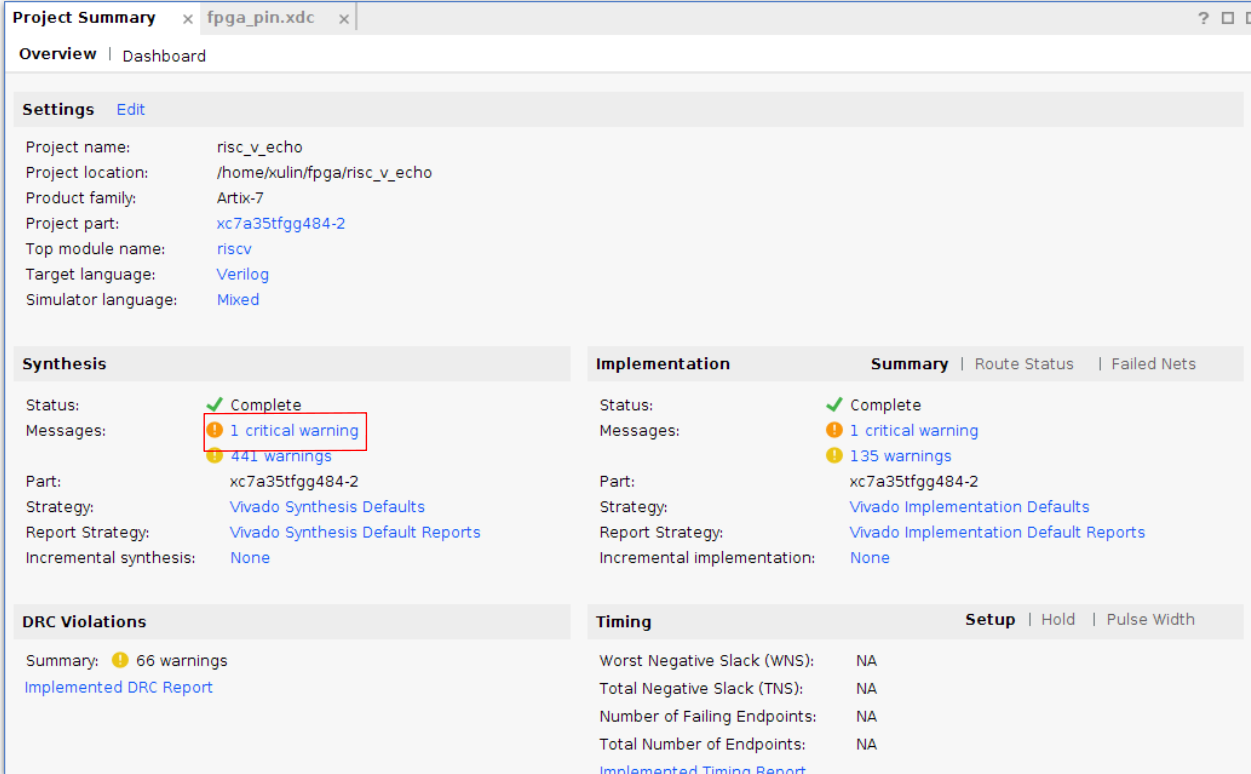 Project Summary × fpga_pin.xdc × ?
Overview | Dashboard
Settings Edit
Project name: risc_v_echo
Project location: /home/xulin/fpga/risc_v_echo
Product family: Artix-7
Project part: xc7a35tfgg484-2
Top module name: riscv
Target language: Verilog
Simulator language: Mixed
Synthesis
Status: Complete
Messages: 1 critical warning
441 warnings
Part: xc7a35tfgg484-2
Strategy: Vivado Synthesis Defaults
Report Strategy: Vivado Synthesis Default Reports
Incremental synthesis: None
Implementation Summary | Route Status | Failed Nets
Status: Complete
Messages: 1 critical warning
135 warnings
Part: xc7a35tfgg484-2
Strategy: Vivado Implementation Defaults
Report Strategy: Vivado Implementation Default Reports
Incremental implementation: None
DRC Violations
Summary: 66 warnings
Implemented DRC Report
Timing Setup | Hold | Pulse Width
Worst Negative Slack (WNS): NA
Total Negative Slack (TNS): NA
Number of Failing Endpoints: NA
Total Number of Endpoints: NA
Implemented Timing Report